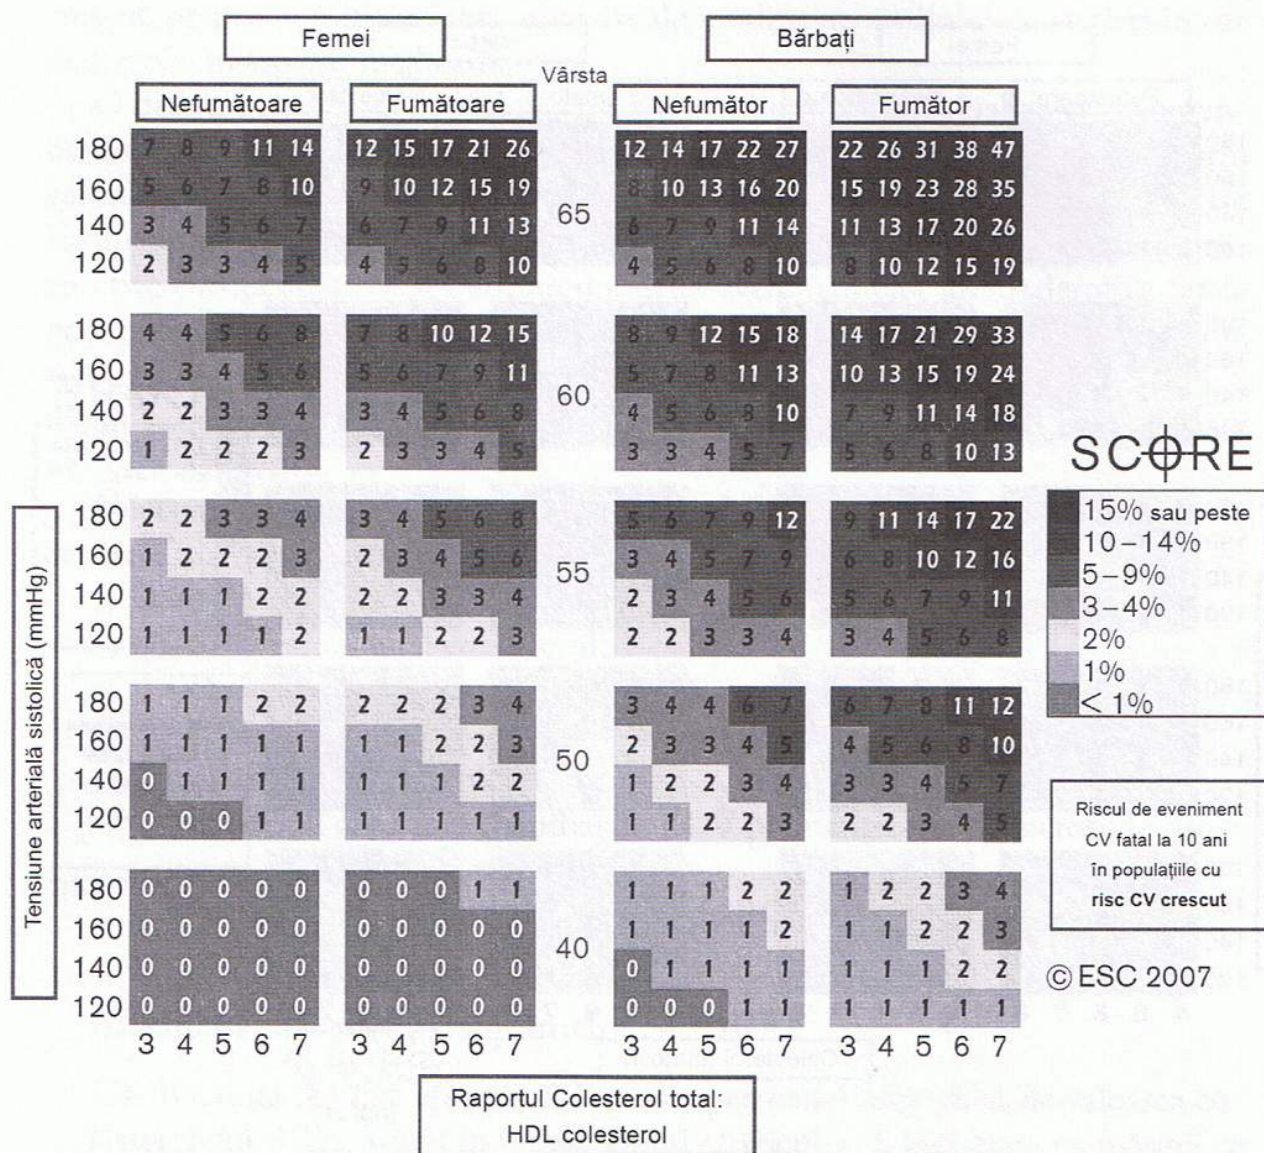 Femei Bărbați
Vârsta
Nefumătoare Fumătoare Nefumător Fumător
180 7 8 9 11 14 12 15 17 21 26 12 14 17 22 27 22 26 31 38 47
160 5 6 7 8 10 9 10 12 15 19 8 10 13 16 20 15 19 23 28 35
65
140 3 4 5 6 7 6 7 9 11 13 6 7 9 11 14 11 13 17 20 26
120 2 3 3 4 5 4 5 6 8 10 4 5 6 8 10 8 10 12 15 19
180 4 4 5 6 8 7 8 10 12 15 8 9 12 15 18 14 17 21 29 33
160 3 3 4 5 6 5 6 7 9 11 5 7 8 11 13 10 13 15 19 24
60
140 2 2 3 3 4 3 4 5 6 8 4 5 6 8 10 7 9 11 14 18
120 1 2 2 2 3 2 3 3 4 5 3 3 4 5 7 5 6 8 10 13
180 2 2 3 3 4 3 4 5 6 8 5 6 7 9 12 9 11 14 17 22
160 1 2 2 2 3 2 3 4 5 6 3 4 5 7 9 6 8 10 12 16
55
140 1 1 1 2 2 2 2 3 3 4 2 3 4 5 6 5 6 7 9 11
120 1 1 1 1 2 1 1 2 2 3 2 2 3 3 4 3 4 5 6 8
180 1 1 1 2 2 2 2 2 3 4 3 4 4 6 7 6 7 8 11 12
160 1 1 1 1 1 1 1 2 2 3 2 3 3 4 5 4 5 6 8 10
50
140 0 1 1 1 1 1 1 1 2 2 1 2 2 3 4 3 3 4 5 7
120 0 0 0 1 1 1 1 1 1 1 1 1 2 2 3 2 2 3 4 5
180 0 0 0 0 0 0 0 0 1 1 1 1 1 2 2 1 2 2 3 4
160 0 0 0 0 0 0 0 0 0 0 1 1 1 1 2 1 1 2 2 3
40
140 0 0 0 0 0 0 0 0 0 0 0 1 1 1 1 1 1 1 2 2
120 0 0 0 0 0 0 0 0 0 0 0 0 0 1 1 1 1 1 1 1
3 4 5 6 7 3 4 5 6 7 3 4 5 6 7 3 4 5 6 7
Tensiune arterială sistolică (mmHg)
Raportul Colesterol total:
HDL colesterol
SCORE
15% sau peste
10–14%
5–9%
3–4%
2%
1%
< 1%
Riscul de eveniment
CV fatal la 10 ani
în populațiile cu
risc CV crescut
© ESC 2007